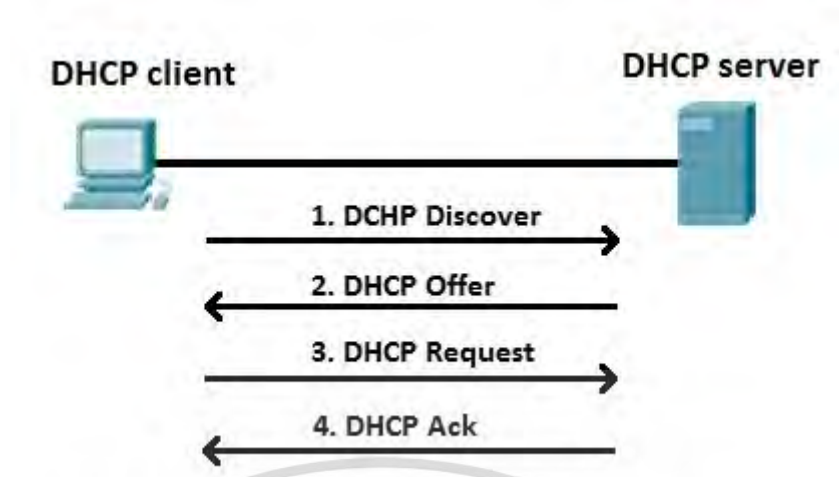 DHCP client
DHCP server
1. DCHP Discover
2. DHCP Offer
3. DHCP Request
4. DHCP Ack